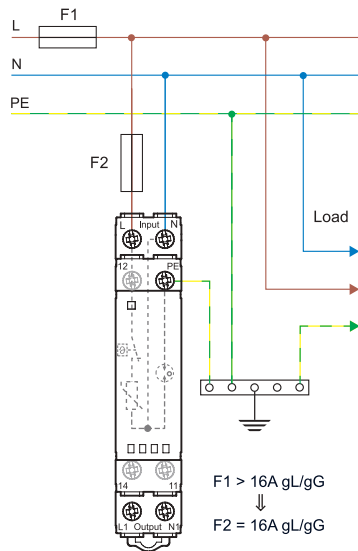 F1
L
N
PE
F2
Load
L Input N
12 PE
14 11
L1 Output N1
F1 > 16A gL/gG
⇓
F2 = 16A gL/gG